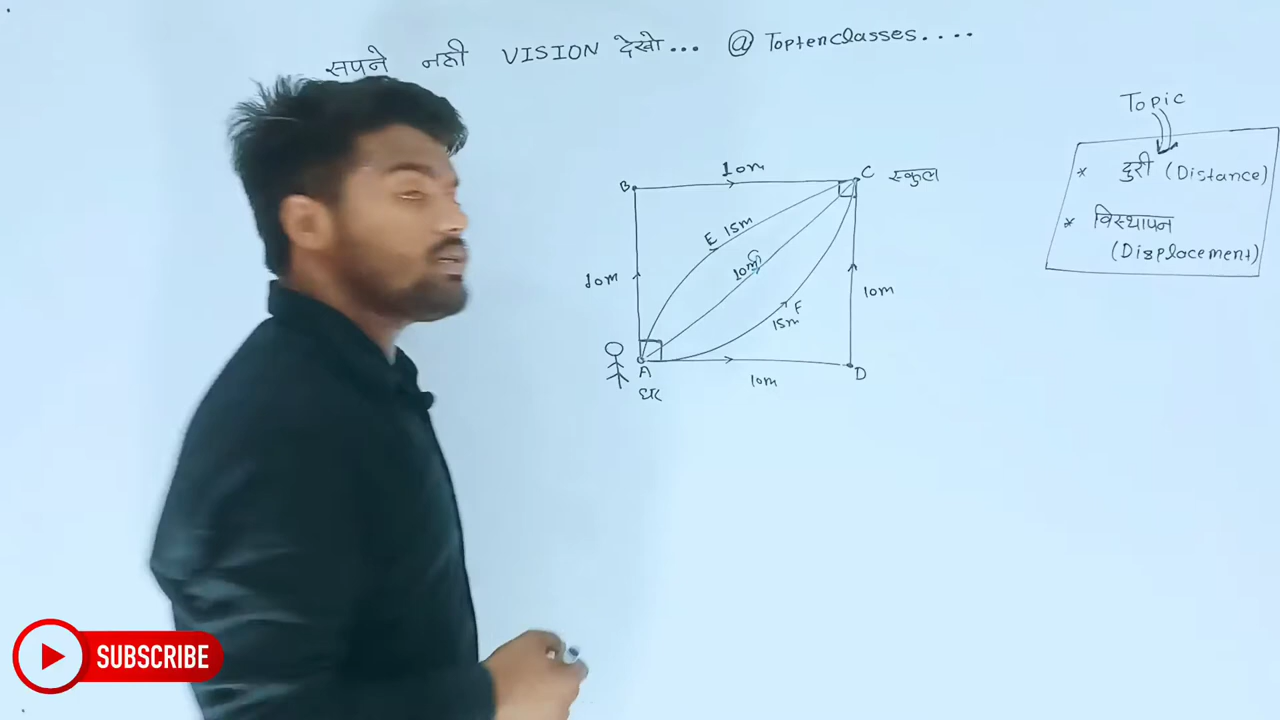 सपने नही VISION देखो... @ Toptenclasses....
Topic
* दुरी (Distance)
* विस्थापन
(Displacement)
B
10m
C स्कुल
E 15m
10m
10m
10m
F
15m
A
10m
D
घर
SUBSCRIBE